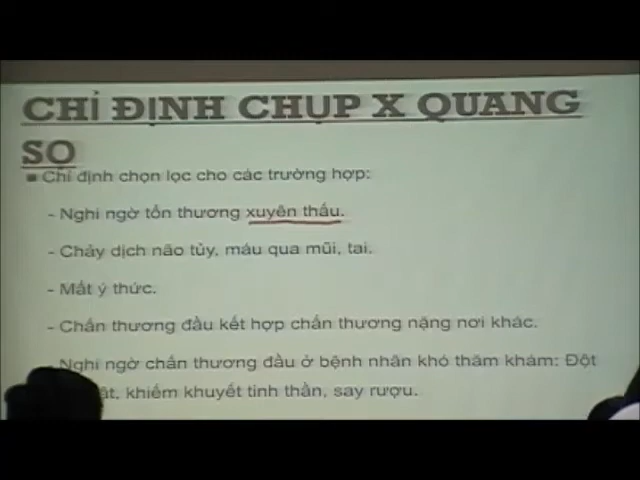 CHỈ ĐỊNH CHỤP X QUANG
SỌ
Chỉ định chọn lọc cho các trường hợp:
- Nghi ngờ tổn thương xuyên thấu.
- Chảy dịch não tủy, máu qua mũi, tai.
- Mất ý thức.
- Chấn thương đầu kết hợp chấn thương nặng nơi khác.
Nghi ngờ chấn thương đầu ở bệnh nhân khó thăm khám: Đột
khiếm khuyết tinh thần, say rượu.